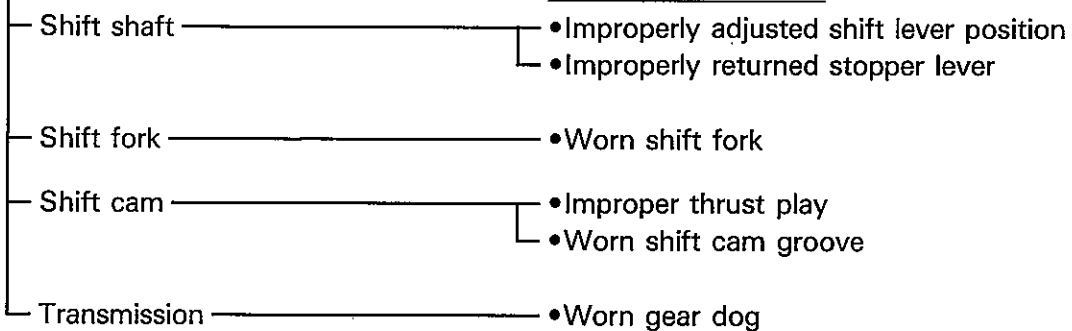 Shift shaft •Improperly adjusted shift lever position
•Improperly returned stopper lever
Shift fork •Worn shift fork
Shift cam •Improper thrust play
•Worn shift cam groove
Transmission •Worn gear dog